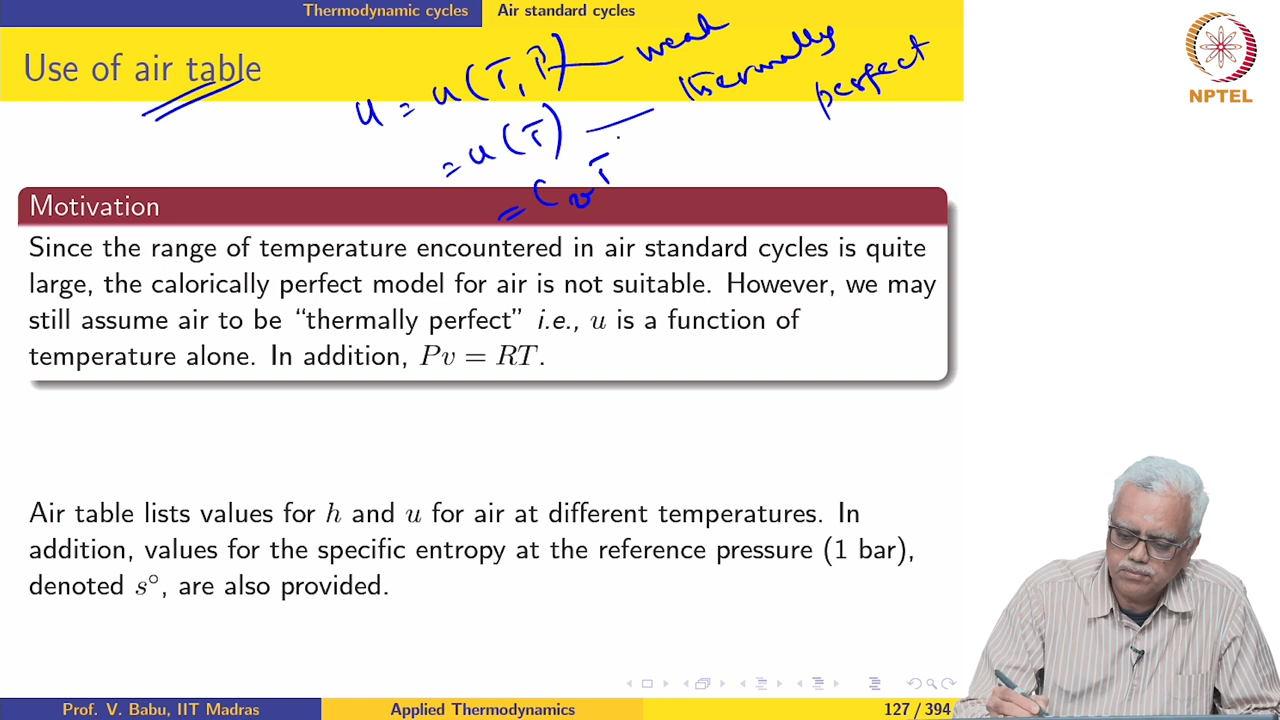 Thermodynamic cycles Air standard cycles
Use of air table
u = u(T, P) — weak
= u(T) — thermally perfect
= CvT
NPTEL
Motivation
Since the range of temperature encountered in air standard cycles is quite
large, the calorically perfect model for air is not suitable. However, we may
still assume air to be “thermally perfect” i.e., u is a function of
temperature alone. In addition, Pv = RT.
Air table lists values for h and u for air at different temperatures. In
addition, values for the specific entropy at the reference pressure (1 bar),
denoted s°, are also provided.
Prof. V. Babu, IIT Madras Applied Thermodynamics 127 / 394